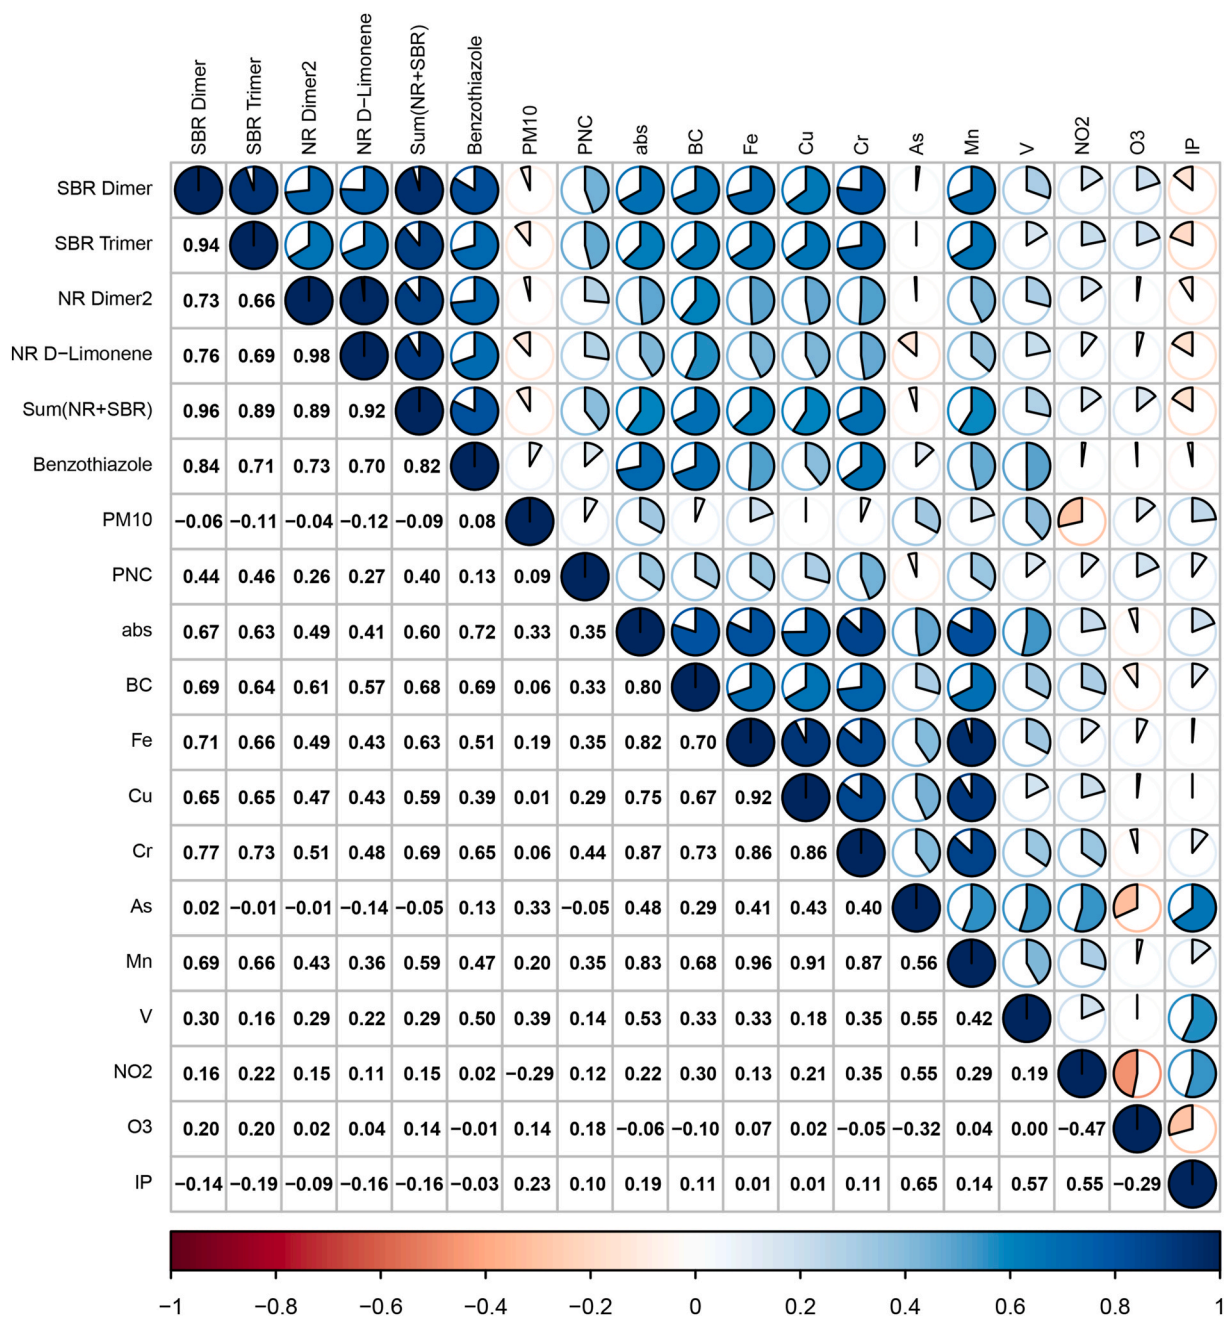 SBR Dimer SBR Trimer NR Dimer2 NR D−Limonene Sum(NR+SBR) Benzothiazole PM10 PNC abs BC Fe Cu Cr As Mn V NO2 O3 IP
SBR Dimer
SBR Trimer 0.94
NR Dimer2 0.73 0.66
NR D−Limonene 0.76 0.69 0.98
Sum(NR+SBR) 0.96 0.89 0.89 0.92
Benzothiazole 0.84 0.71 0.73 0.70 0.82
PM10 −0.06 −0.11 −0.04 −0.12 −0.09 0.08
PNC 0.44 0.46 0.26 0.27 0.40 0.13 0.09
abs 0.67 0.63 0.49 0.41 0.60 0.72 0.33 0.35
BC 0.69 0.64 0.61 0.57 0.68 0.69 0.06 0.33 0.80
Fe 0.71 0.66 0.49 0.43 0.63 0.51 0.19 0.35 0.82 0.70
Cu 0.65 0.65 0.47 0.43 0.59 0.39 0.01 0.29 0.75 0.67 0.92
Cr 0.77 0.73 0.51 0.48 0.69 0.65 0.06 0.44 0.87 0.73 0.86 0.86
As 0.02 −0.01 −0.01 −0.14 −0.05 0.13 0.33 −0.05 0.48 0.29 0.41 0.43 0.40
Mn 0.69 0.66 0.43 0.36 0.59 0.47 0.20 0.35 0.83 0.68 0.96 0.91 0.87 0.56
V 0.30 0.16 0.29 0.22 0.29 0.50 0.39 0.14 0.53 0.33 0.33 0.18 0.35 0.55 0.42
NO2 0.16 0.22 0.15 0.11 0.15 0.02 −0.29 0.12 0.22 0.30 0.13 0.21 0.35 0.55 0.29 0.19
O3 0.20 0.20 0.02 0.04 0.14 −0.01 0.14 0.18 −0.06 −0.10 0.07 0.02 −0.05 −0.32 0.04 0.00 −0.47
IP −0.14 −0.19 −0.09 −0.16 −0.16 −0.03 0.23 0.10 0.19 0.11 0.01 0.01 0.11 0.65 0.14 0.57 0.55 −0.29
−1 −0.8 −0.6 −0.4 −0.2 0 0.2 0.4 0.6 0.8 1